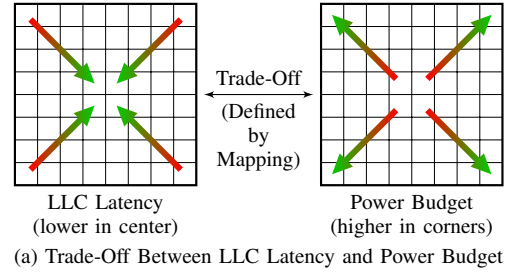 Trade-Off
(Defined
by
Mapping)
LLC Latency
(lower in center)
Power Budget
(higher in corners)
(a) Trade-Off Between LLC Latency and Power Budget